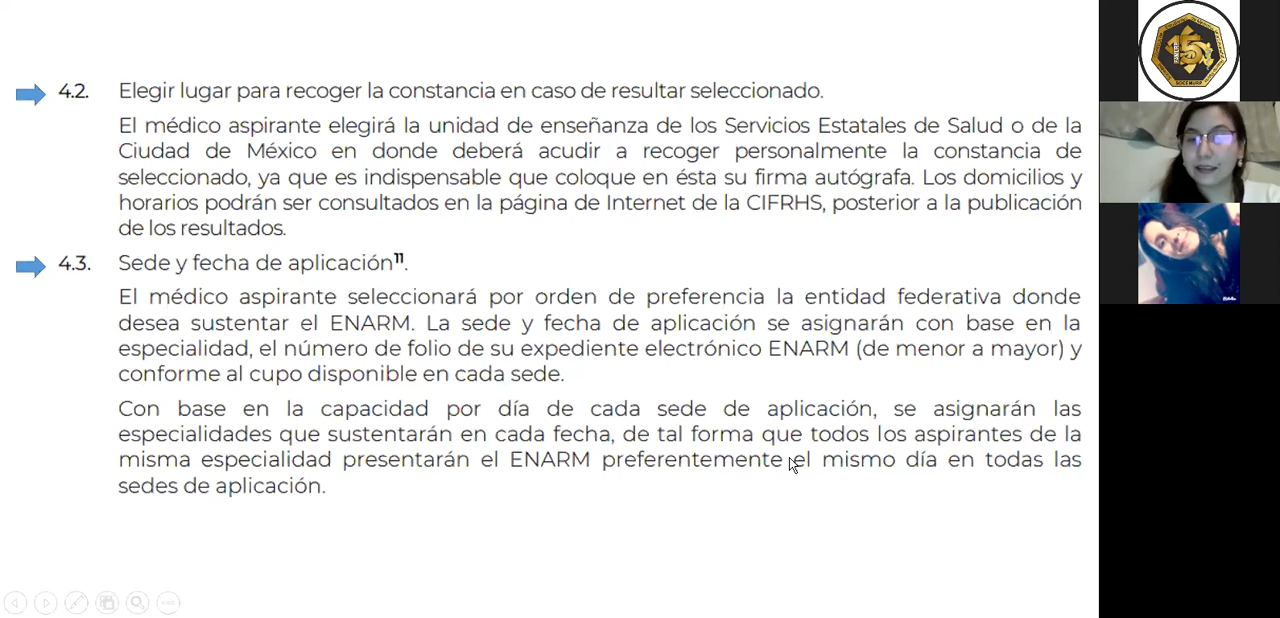 4.2. Elegir lugar para recoger la constancia en caso de resultar seleccionado.
El médico aspirante elegirá la unidad de enseñanza de los Servicios Estatales de Salud o de la
Ciudad de México en donde deberá acudir a recoger personalmente la constancia de
seleccionado, ya que es indispensable que coloque en ésta su firma autógrafa. Los domicilios y
horarios podrán ser consultados en la página de Internet de la CIFRHS, posterior a la publicación
de los resultados.
4.3. Sede y fecha de aplicación¹¹.
El médico aspirante seleccionará por orden de preferencia la entidad federativa donde
desea sustentar el ENARM. La sede y fecha de aplicación se asignarán con base en la
especialidad, el número de folio de su expediente electrónico ENARM (de menor a mayor) y
conforme al cupo disponible en cada sede.
Con base en la capacidad por día de cada sede de aplicación, se asignarán las
especialidades que sustentarán en cada fecha, de tal forma que todos los aspirantes de la
misma especialidad presentarán el ENARM preferentemente el mismo día en todas las
sedes de aplicación.